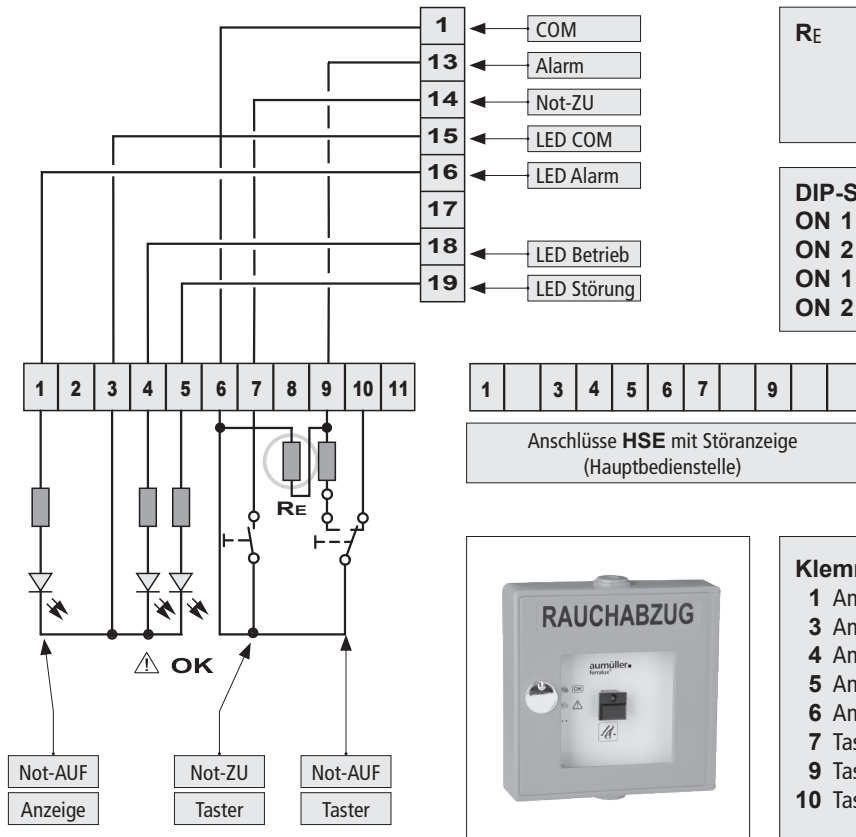 1
COM
13
Alarm
14
Not-ZU
15
LED COM
16
LED Alarm
17
18
LED Betrieb
19
LED Störung
RE
DIP-S
ON 1
ON 2
ON 1
ON 2
1 2 3 4 5 6 7 8 9 10 11
RE
OK
Not-AUF
Anzeige
Not-ZU
Taster
Not-AUF
Taster
1 3 4 5 6 7 9
Anschlüsse HSE mit Störanzeige
(Hauptbedienstelle)
RAUCHABZUG
aumüller
ferralux®
OK
Klemm
1 An
3 An
4 An
5 An
6 An
7 Tas
9 Tas
10 Tas